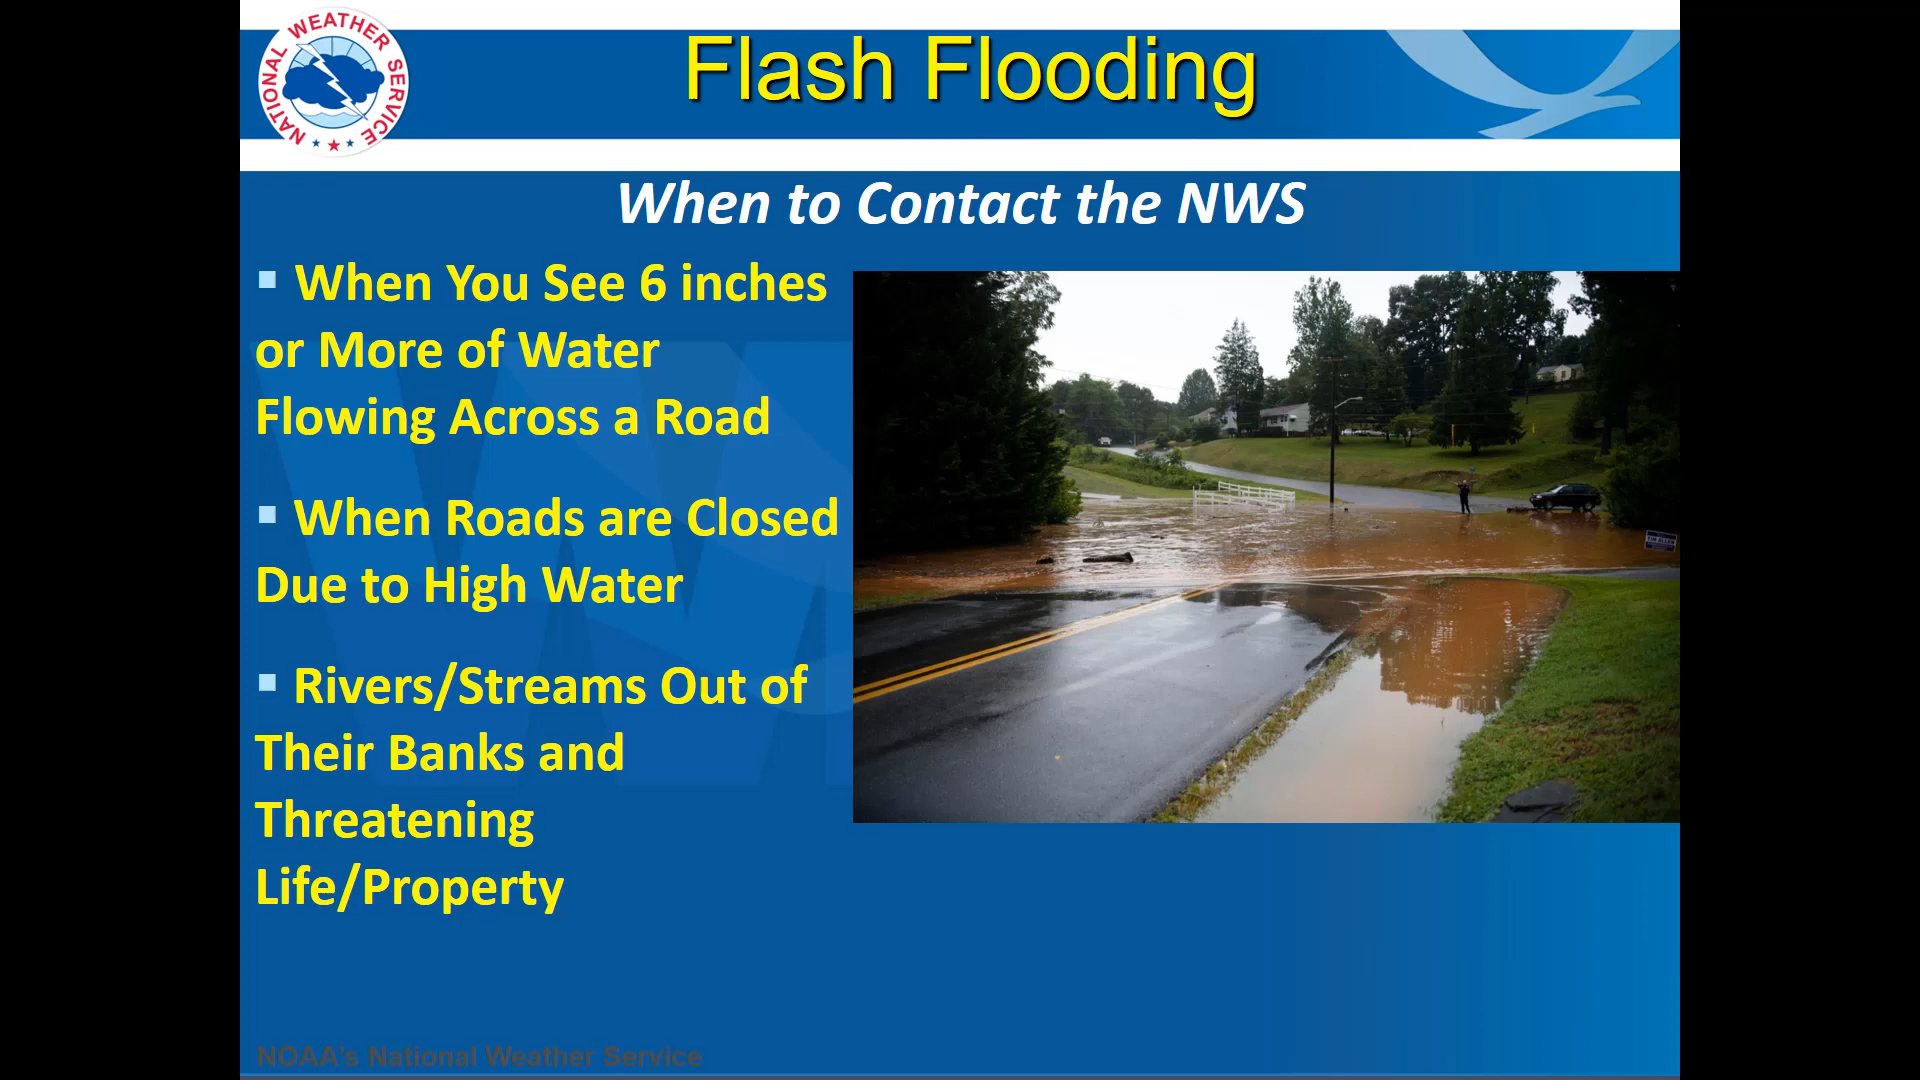 NATIONAL WEATHER SERVICE
Flash Flooding
When to Contact the NWS
▪ When You See 6 inches
or More of Water
Flowing Across a Road
▪ When Roads are Closed
Due to High Water
▪ Rivers/Streams Out of
Their Banks and
Threatening
Life/Property
NOAA's National Weather Service